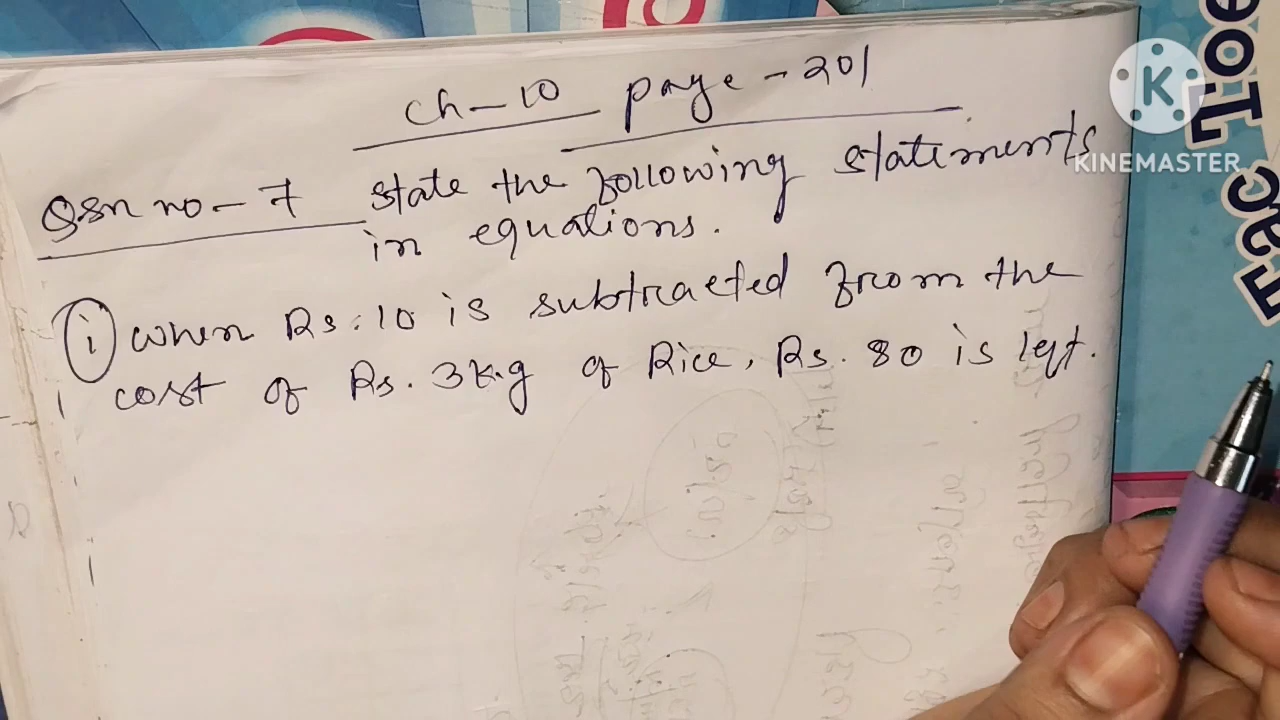 ch-10 page-201
Qsn no-7 state the following statements
in equations.
i when Rs. 10 is subtracted from the
cost of Rs. 3 k.g of Rice, Rs. 80 is left.
K
KINEMASTER